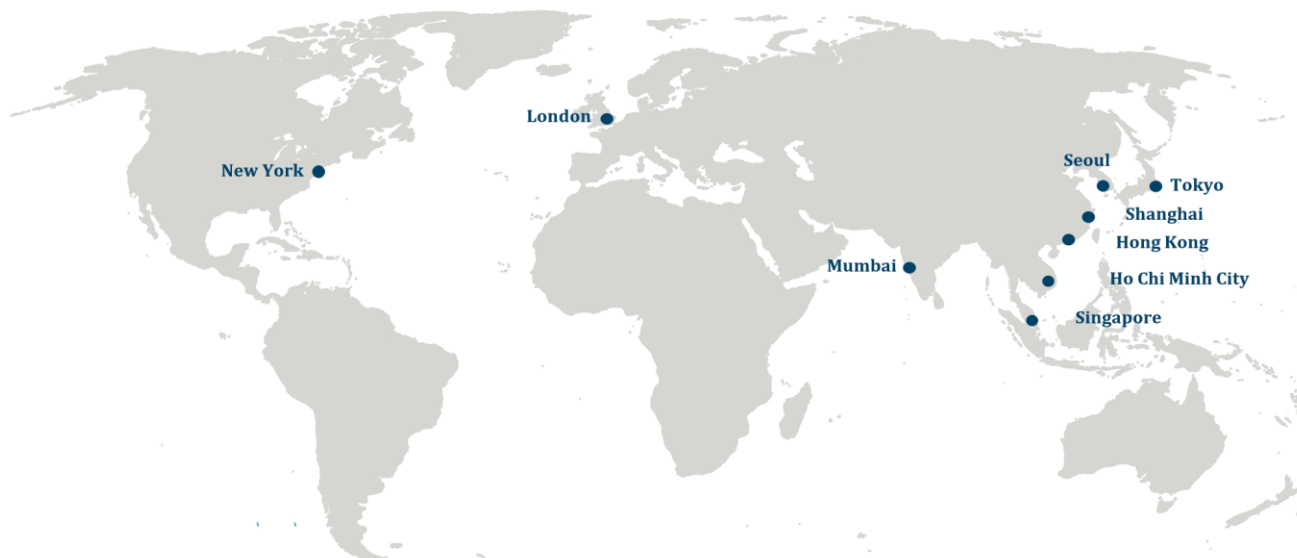 London
New York
Seoul
Tokyo
Shanghai
Hong Kong
Mumbai
Ho Chi Minh City
Singapore